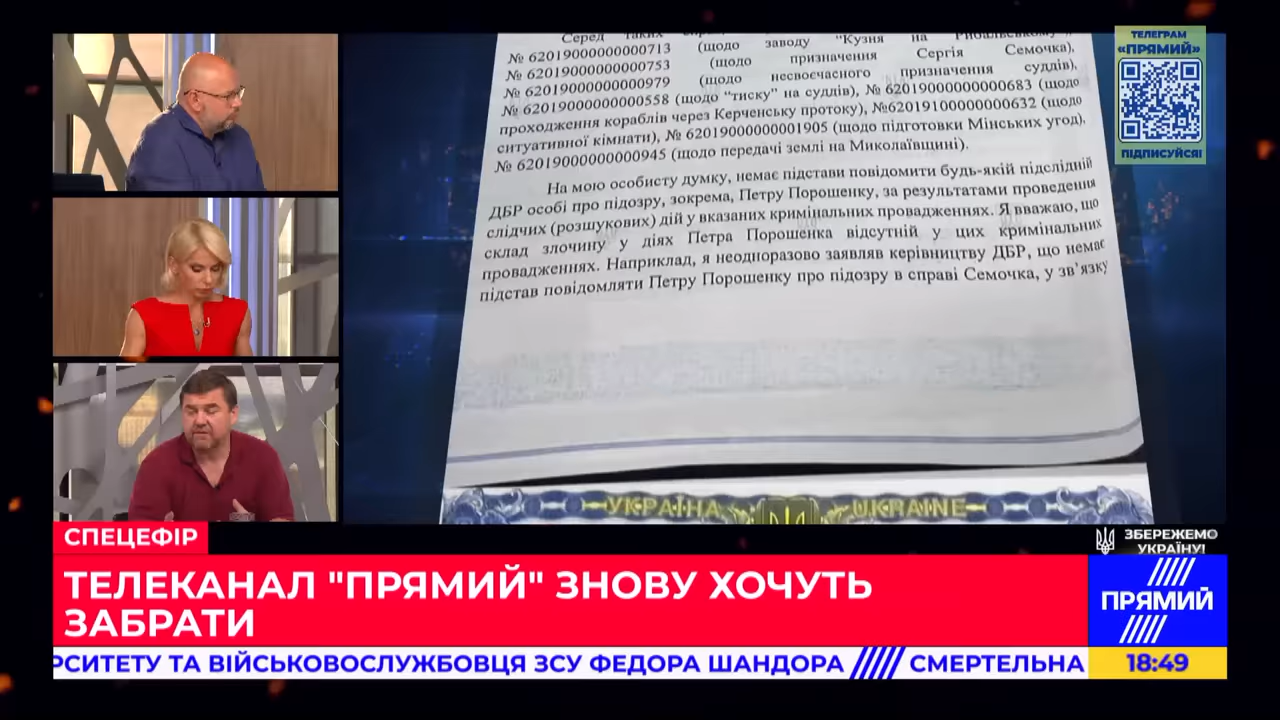 Серед таких
№ 62019000000000713 (щодо заводу "Кузня на Рибальському",
№ 62019000000000753 (щодо призначення Сергія Семочка),
№ 62019000000000979 (щодо несвоєчасного призначення суддів),
№ 62019000000000558 (щодо "тиску" на суддів), № 62019000000000683 (щодо
проходження кораблів через Керченську протоку), №62019100000000632 (щодо
ситуативної кімнати), № 62019000000001905 (щодо підготовки Мінських угод),
№ 62019000000000945 (щодо передачі землі на Миколаївщині).
На мою особисту думку, немає підстави повідомити будь-якій підслідній
ДБР особі про підозру, зокрема, Петру Порошенку, за результатами проведення
слідчих (розшукових) дій у вказаних кримінальних провадженнях. Я вважаю, що
склад злочину у діях Петра Порошенка відсутній у цих кримінальних
провадженнях. Наприклад, я неодноразово заявляв керівництву ДБР, що немає
підстав повідомляти Петру Порошенку про підозру в справі Семочка, у зв'язку
УКРАЇНА UKRAINE
ТЕЛЕГРАМ
«ПРЯМИЙ»
ПІДПИСУЙСЯ!
СПЕЦЕФІР
ЗБЕРЕЖЕМО
УКРАЇНУ!
ТЕЛЕКАНАЛ "ПРЯМИЙ" ЗНОВУ ХОЧУТЬ
ЗАБРАТИ
ПРЯМИЙ
РСИТЕТУ ТА ВІЙСЬКОВОСЛУЖБОВЦЯ ЗСУ ФЕДОРА ШАНДОРА //// СМЕРТЕЛЬНА
18:49